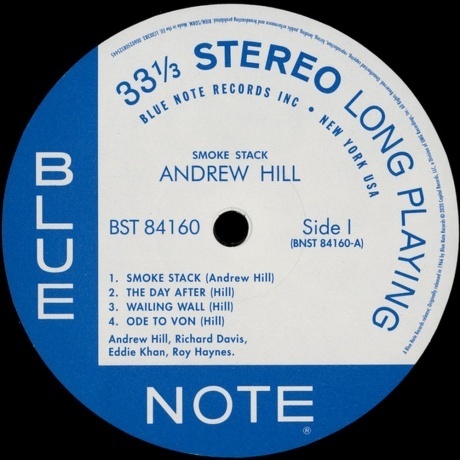 33⅓ STEREO LONG PLAYING
BLUE NOTE RECORDS INC • NEW YORK USA
SMOKE STACK
ANDREW HILL
BST 84160
Side I
(BNST 84160-A)
1. SMOKE STACK (Andrew Hill)
2. THE DAY AFTER (Hill)
3. WAILING WALL (Hill)
4. ODE TO VON (Hill)
Andrew Hill, Richard Davis,
Eddie Khan, Roy Haynes.
BLUE
NOTE
®